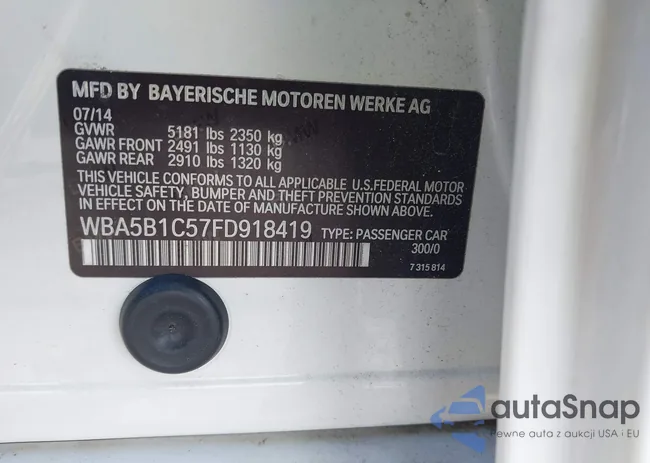 MFD BY BAYERISCHE MOTOREN WERKE AG
07/14
GVWR 5181 lbs 2350 kg
GAWR FRONT 2491 lbs 1130 kg
GAWR REAR 2910 lbs 1320 kg
THIS VEHICLE CONFORMS TO ALL APPLICABLE U.S.FEDERAL MOTOR
VEHICLE SAFETY, BUMPER AND THEFT PREVENTION STANDARDS
IN EFFECT ON THE DATE OF MANUFACTURE SHOWN ABOVE.
WBA5B1C57FD918419 TYPE: PASSENGER CAR
300/0
7 315 814
autaSnap
Pewne auta z aukcji USA i EU